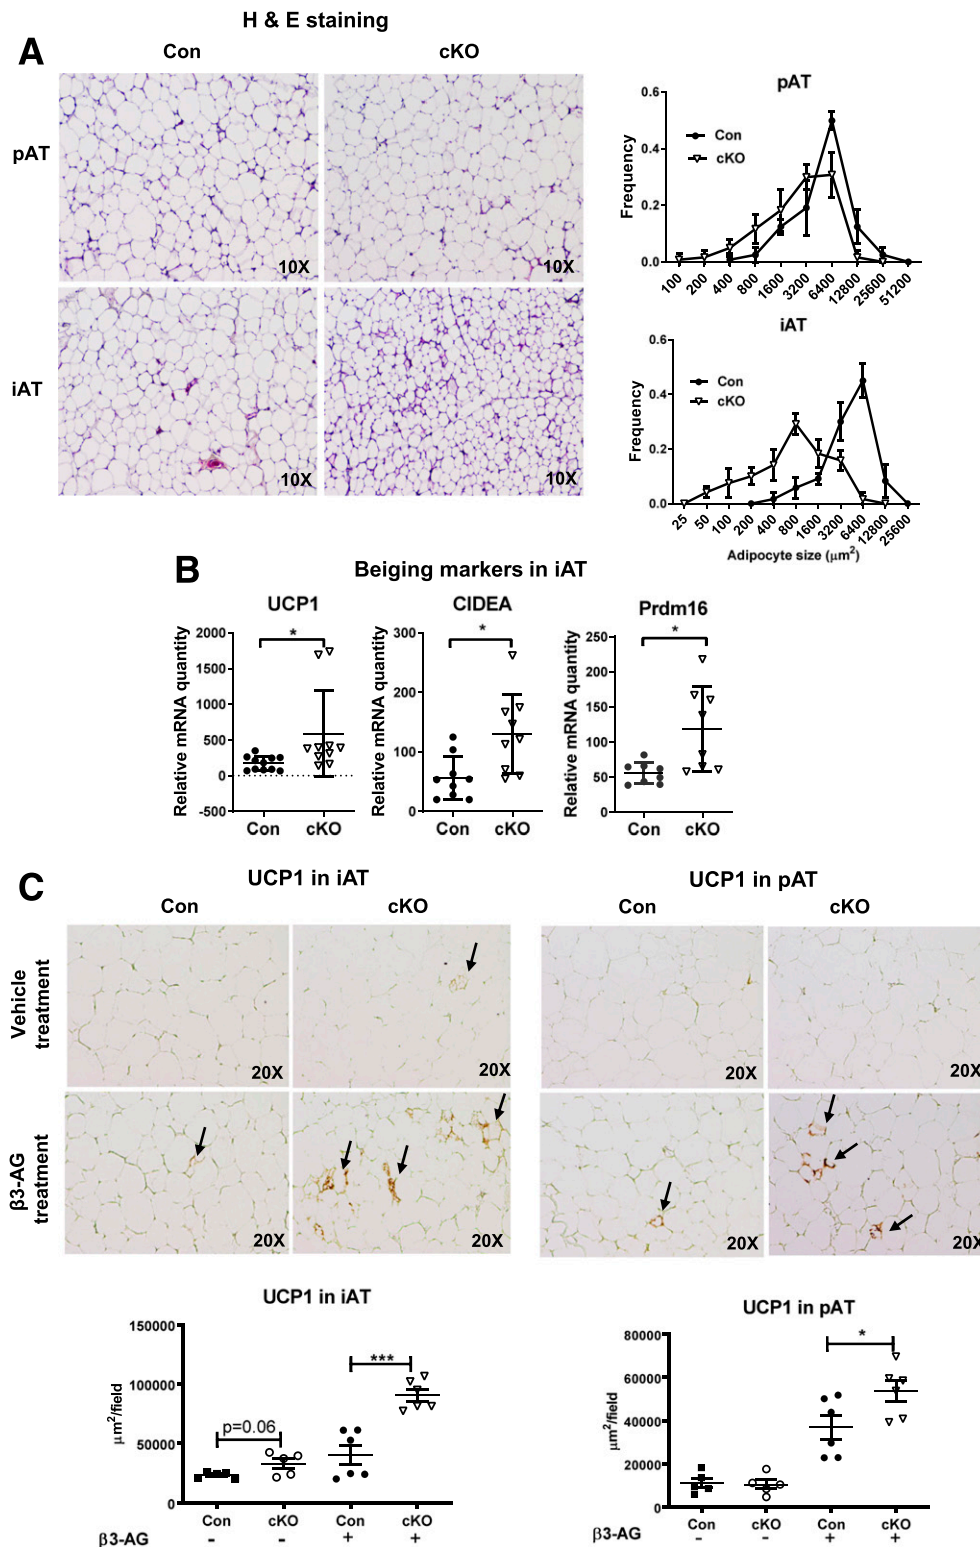 H & E staining
A
Con
cKO
pAT
10X
10X
iAT
10X
10X
pAT
Frequency
0.6
0.4
0.2
0.0
Con
cKO
100
200
400
800
1600
3200
6400
12800
25600
51200
iAT
Frequency
0.6
0.4
0.2
0.0
Con
cKO
25
50
100
200
400
800
1600
3200
6400
12800
25600
Adipocyte size (μm²)
B
Beiging markers in iAT
UCP1
Relative mRNA quantity
2000
1500
1000
500
0
-500
*
Con
cKO
CIDEA
Relative mRNA quantity
300
200
100
0
*
Con
cKO
Prdm16
Relative mRNA quantity
250
200
150
100
50
0
*
Con
cKO
C
UCP1 in iAT
Con
cKO
UCP1 in pAT
Con
cKO
Vehicle
treatment
20X
20X
20X
20X
β3-AG
treatment
20X
20X
20X
20X
UCP1 in iAT
μm²/field
150000
100000
50000
0
p=0.06
***
Con
cKO
Con
cKO
β3-AG
-
-
+
+
UCP1 in pAT
μm²/field
80000
60000
40000
20000
0
*
Con
cKO
Con
cKO
-
-
+
+